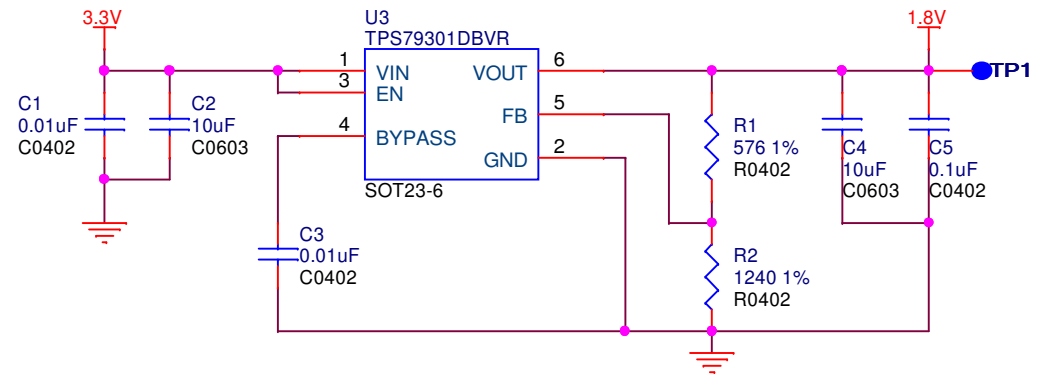 3.3V
U3
TPS79301DBVR
1.8V
1
VIN
VOUT
6
TP1
3
EN
C1
0.01uF
C0402
C2
10uF
C0603
4
BYPASS
FB
5
GND
2
SOT23-6
R1
576 1%
R0402
C4
10uF
C0603
C5
0.1uF
C0402
C3
0.01uF
C0402
R2
1240 1%
R0402